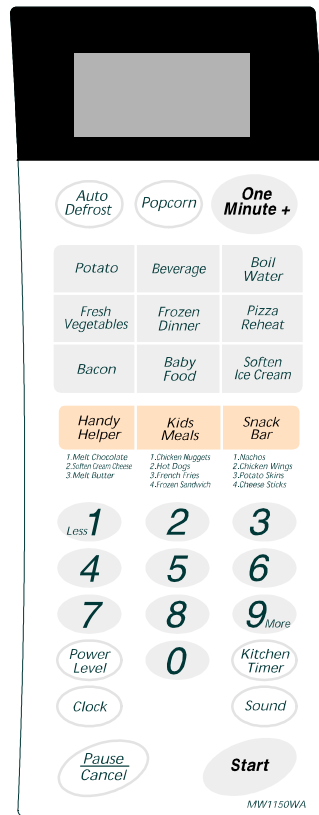 Auto
Defrost
Popcorn
One
Minute +
Potato
Beverage
Boil
Water
Fresh
Vegetables
Frozen
Dinner
Pizza
Reheat
Bacon
Baby
Food
Soften
Ice Cream
Handy
Helper
Kids
Meals
Snack
Bar
1.Melt Chocolate
2.Soften Cream Cheese
3.Melt Butter
1.Chicken Nuggets
2.Hot Dogs
3.French Fries
4.Frozen Sandwich
1.Nachos
2.Chicken Wings
3.Potato Skins
4.Cheese Sticks
Less 1
2
3
4
5
6
7
8
9 More
Power
Level
0
Kitchen
Timer
Clock
Sound
Pause
Cancel
Start
MW1150WA